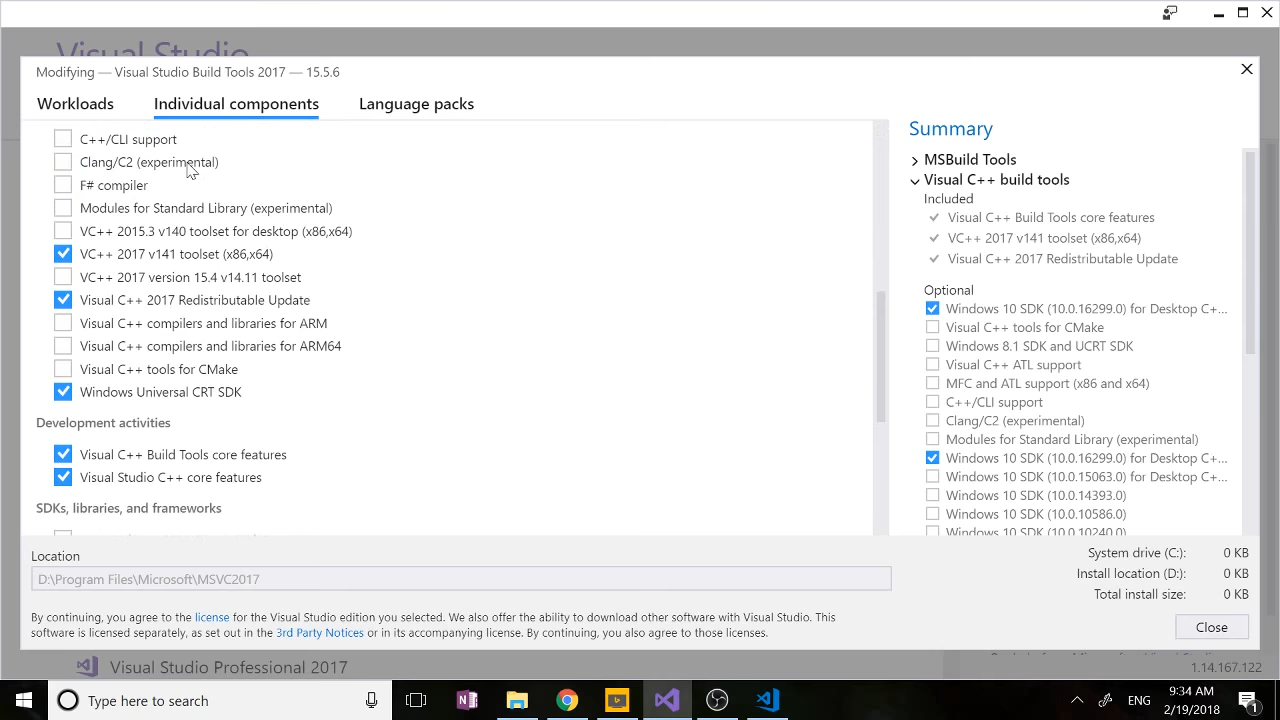 Visual Studio
Modifying — Visual Studio Build Tools 2017 — 15.5.6
Workloads
Individual components
Language packs
C++/CLI support
Clang/C2 (experimental)
F# compiler
Modules for Standard Library (experimental)
VC++ 2015.3 v140 toolset for desktop (x86,x64)
VC++ 2017 v141 toolset (x86,x64)
VC++ 2017 version 15.4 v14.11 toolset
Visual C++ 2017 Redistributable Update
Visual C++ compilers and libraries for ARM
Visual C++ compilers and libraries for ARM64
Visual C++ tools for CMake
Windows Universal CRT SDK
Development activities
Visual C++ Build Tools core features
Visual Studio C++ core features
SDKs, libraries, and frameworks
Summary
MSBuild Tools
Visual C++ build tools
Included
Visual C++ Build Tools core features
VC++ 2017 v141 toolset (x86,x64)
Visual C++ 2017 Redistributable Update
Optional
Windows 10 SDK (10.0.16299.0) for Desktop C+...
Visual C++ tools for CMake
Windows 8.1 SDK and UCRT SDK
Visual C++ ATL support
MFC and ATL support (x86 and x64)
C++/CLI support
Clang/C2 (experimental)
Modules for Standard Library (experimental)
Windows 10 SDK (10.0.16299.0) for Desktop C+...
Windows 10 SDK (10.0.15063.0) for Desktop C+...
Windows 10 SDK (10.0.14393.0)
Windows 10 SDK (10.0.10586.0)
Windows 10 SDK (10.0.10240.0)
Location
D:\Program Files\Microsoft\MSVC2017
System drive (C:): 0 KB
Install location (D:): 0 KB
Total install size: 0 KB
By continuing, you agree to the license for the Visual Studio edition you selected. We also offer the ability to download other software with Visual Studio. This
software is licensed separately, as set out in the 3rd Party Notices or in its accompanying license. By continuing, you also agree to those licenses.
Close
Visual Studio Professional 2017
1.14.167.122
Type here to search
ENG
9:34 AM
2/19/2018
1